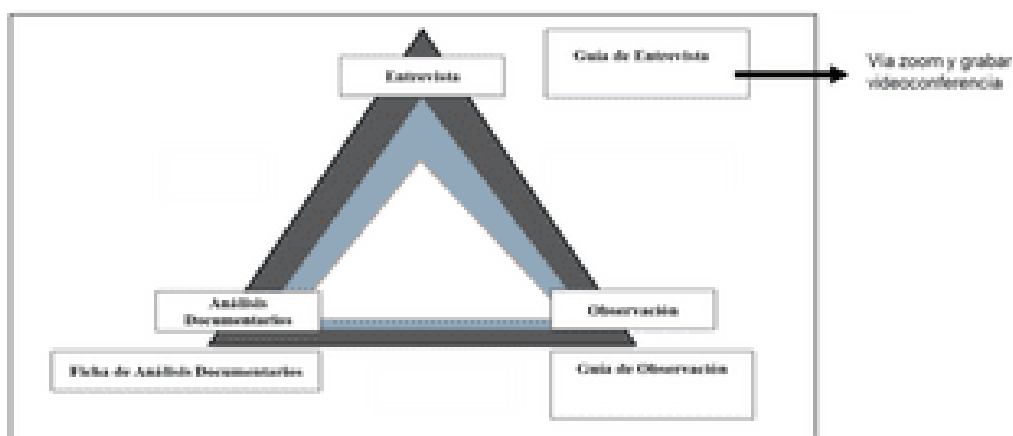 Guía de Entrevista
Vía zoom y grabar
videoconferencia
Entrevista
Análisis
Documentarios
Observación
Ficha de Análisis Documentarios
Guía de Observación